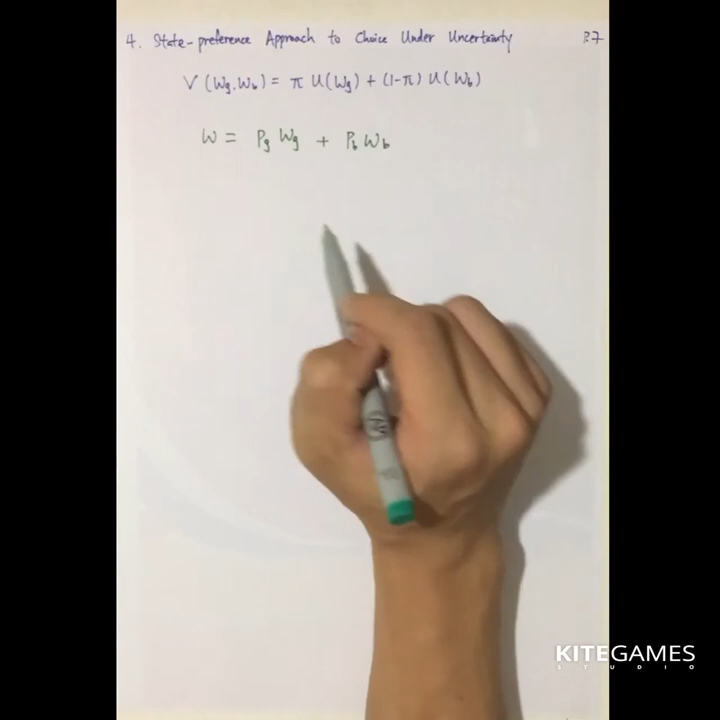 4. State-preference Approach to Choice Under Uncertainty 37
V (Wg, Wb) = π U(Wg) + (1-π) U(Wb)
W = Pg Wg + Pb Wb
KITEGAMES
STUDIO